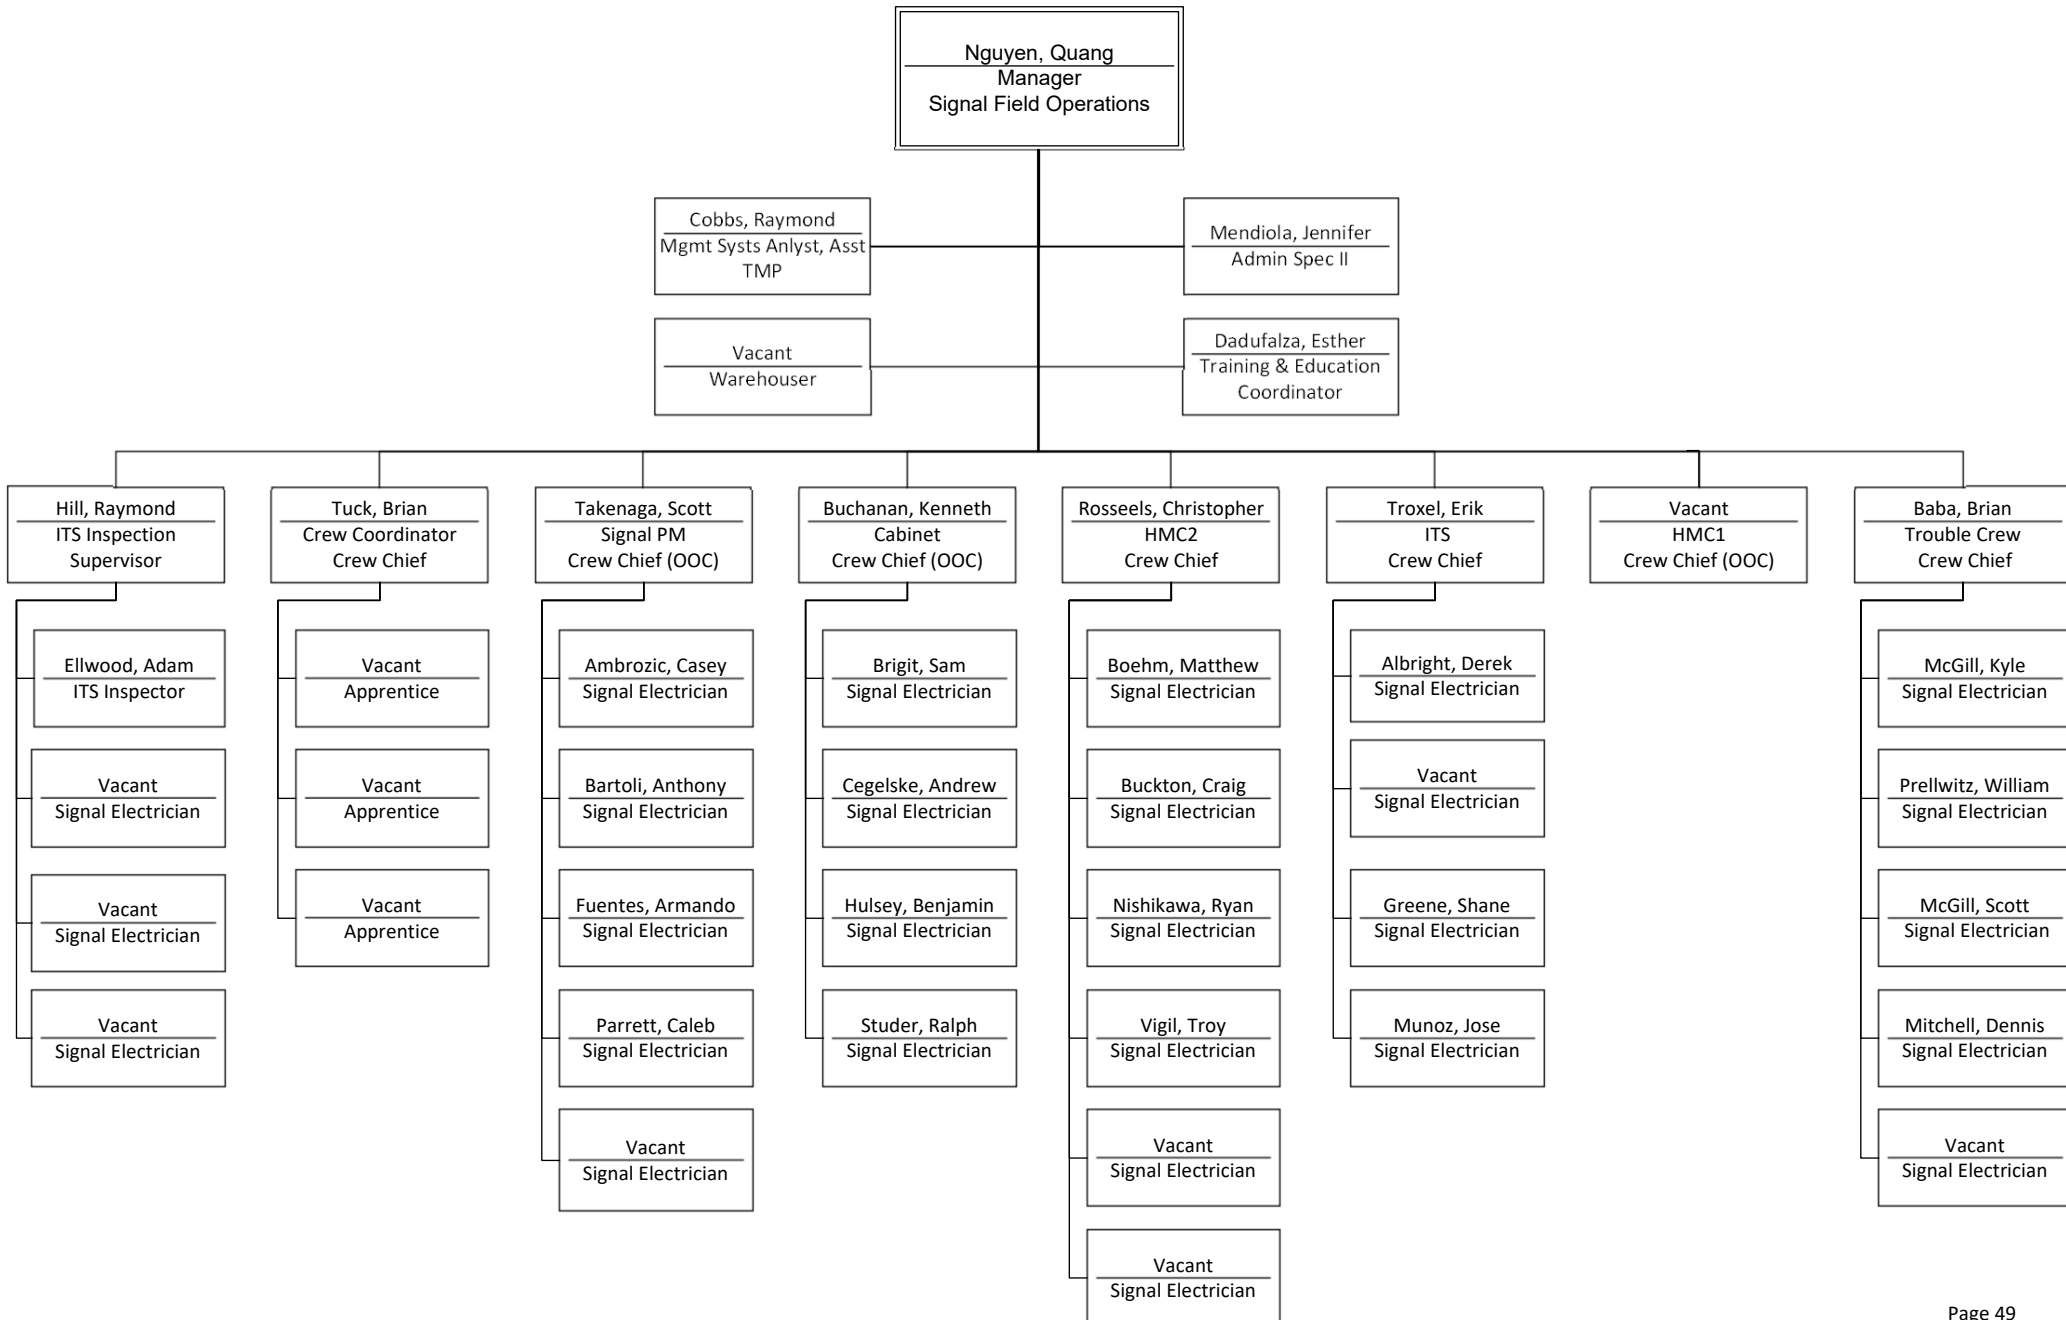 Nguyen, Quang
Manager
Signal Field Operations
Cobbs, Raymond
Mgmt Systs Anlyst, Asst
TMP
Mendiola, Jennifer
Admin Spec II
Vacant
Warehouser
Dadufalza, Esther
Training & Education
Coordinator
Hill, Raymond
ITS Inspection
Supervisor
Tuck, Brian
Crew Coordinator
Crew Chief
Takenaga, Scott
Signal PM
Crew Chief (OOC)
Buchanan, Kenneth
Cabinet
Crew Chief (OOC)
Rosseels, Christopher
HMC2
Crew Chief
Troxel, Erik
ITS
Crew Chief
Vacant
HMC1
Crew Chief (OOC)
Baba, Brian
Trouble Crew
Crew Chief
Ellwood, Adam
ITS Inspector
Vacant
Signal Electrician
Vacant
Signal Electrician
Vacant
Signal Electrician
Vacant
Apprentice
Vacant
Apprentice
Vacant
Apprentice
Ambrozic, Casey
Signal Electrician
Bartoli, Anthony
Signal Electrician
Fuentes, Armando
Signal Electrician
Parrett, Caleb
Signal Electrician
Vacant
Signal Electrician
Brigit, Sam
Signal Electrician
Cegelske, Andrew
Signal Electrician
Hulsey, Benjamin
Signal Electrician
Studer, Ralph
Signal Electrician
Boehm, Matthew
Signal Electrician
Buckton, Craig
Signal Electrician
Nishikawa, Ryan
Signal Electrician
Vigil, Troy
Signal Electrician
Vacant
Signal Electrician
Vacant
Signal Electrician
Albright, Derek
Signal Electrician
Vacant
Signal Electrician
Greene, Shane
Signal Electrician
Munoz, Jose
Signal Electrician
McGill, Kyle
Signal Electrician
Prellwitz, William
Signal Electrician
McGill, Scott
Signal Electrician
Mitchell, Dennis
Signal Electrician
Vacant
Signal Electrician
Page 49